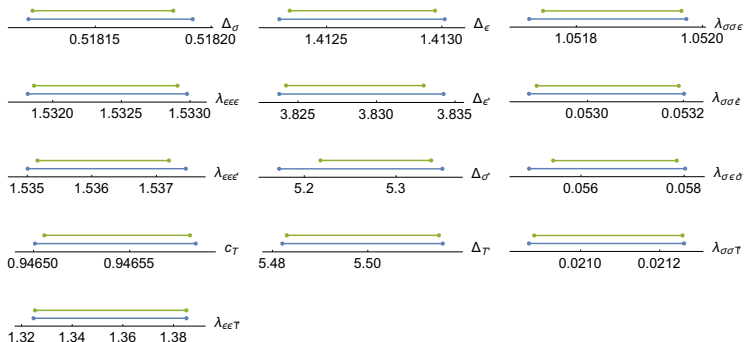 0.51815 0.51820 Δσ
1.4125 1.4130 Δϵ
1.0518 1.0520 λσσϵ
1.5320 1.5325 1.5330 λϵϵϵ
3.825 3.830 3.835 Δϵ'
0.0530 0.0532 λσσϵ'
1.535 1.536 1.537 λϵϵϵ'
5.2 5.3 Δσ'
0.056 0.058 λσϵσ'
0.94650 0.94655 cT
5.48 5.50 ΔT'
0.0210 0.0212 λσσT'
1.32 1.34 1.36 1.38 λϵϵT'